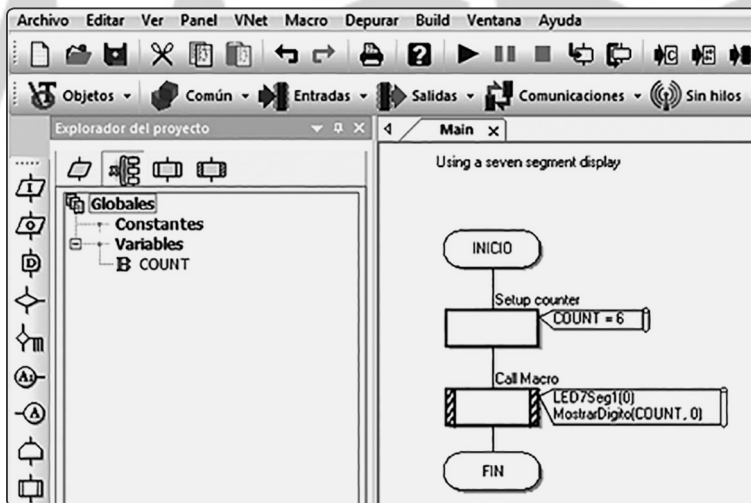 Archivo Editar Ver Panel VNet Macro Depurar Build Ventana Ayuda
Objetos Común Entradas Salidas Comunicaciones Sin hilos
Explorador del proyecto
Main
Globales
Constantes
Variables
B COUNT
Using a seven segment display
INICIO
Setup counter
COUNT = 6
Call Macro
LED7Seg1(0)
MostrarDigito(COUNT, 0)
FIN